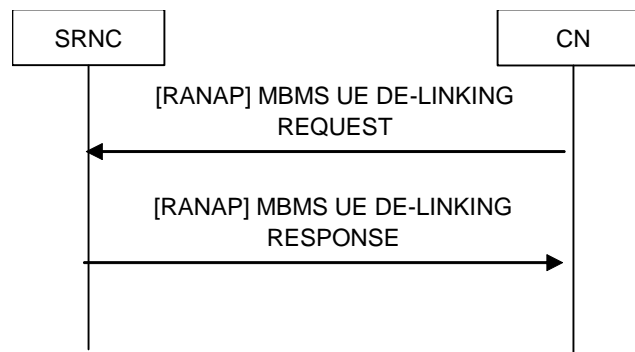 SRNC
CN
[RANAP] MBMS UE DE-LINKING
REQUEST
[RANAP] MBMS UE DE-LINKING
RESPONSE